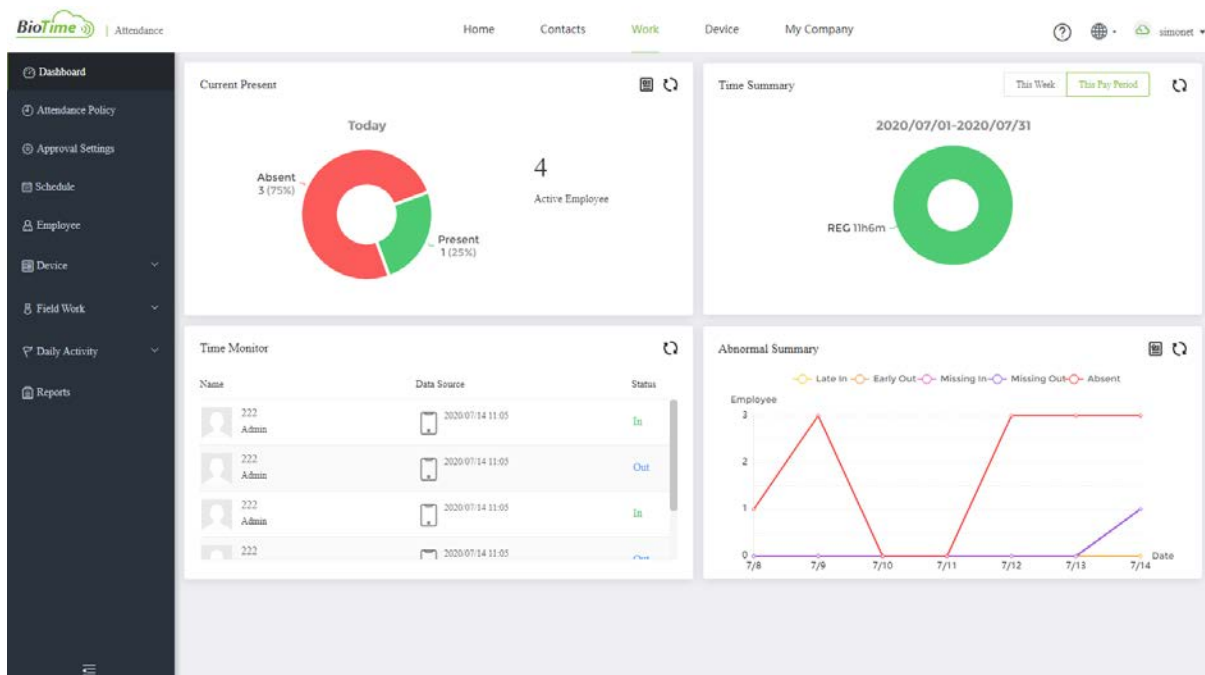 BioTime | Attendance
Home Contacts Work Device My Company
simonet
Dashboard
Attendance Policy
Approval Settings
Schedule
Employee
Device
Field Work
Daily Activity
Reports
Current Present
Today
Absent
3 (75%)
Present
1 (25%)
4
Active Employee
Time Summary
This Week This Pay Period
2020/07/01-2020/07/31
REG 11h6m
Time Monitor
Name Data Source Status
222
Admin
2020/07/14 11:05
In
222
Admin
2020/07/14 11:05
Out
222
Admin
2020/07/14 11:05
In
222
2020/07/14 11:05
Out
Abnormal Summary
Late In Early Out Missing In Missing Out Absent
Employee
3
2
1
0
7/8 7/9 7/10 7/11 7/12 7/13 7/14
Date